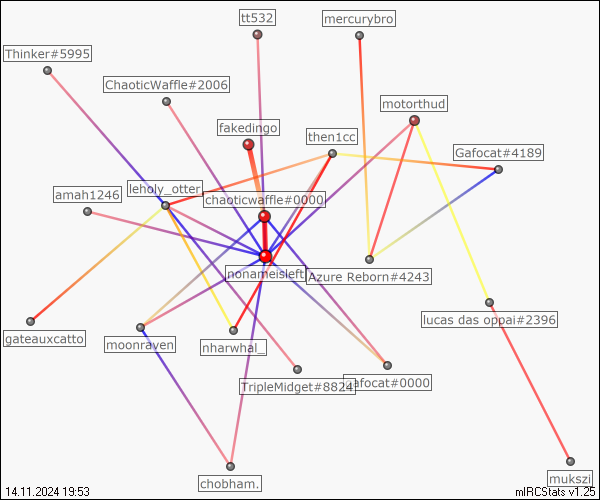 tt532
mercurybro
Thinker#5995
ChaoticWaffle#2006
motorthud
fakedingo
then1cc
Gafocat#4189
amah1246
leholy_otter
chaoticwaffle#0000
nonameisleft
Azure Reborn#4243
lucas das oppai#2396
gateauxcatto
moonraven
nharwhal_
TripleMidget#8824
afocat#0000
chobham.
mukszi
14.11.2024 19:53
mIRCStats v1.25